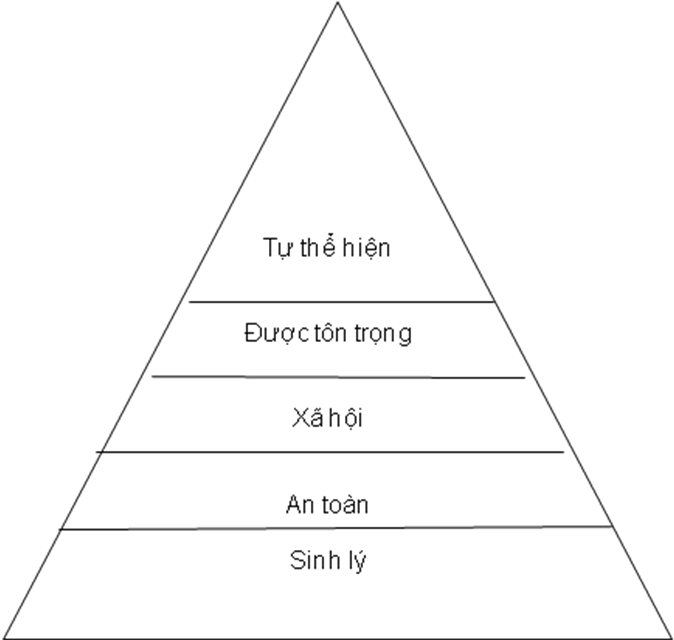 Tự thể hiện
Được tôn trọng
Xã hội
An toàn
Sinh lý